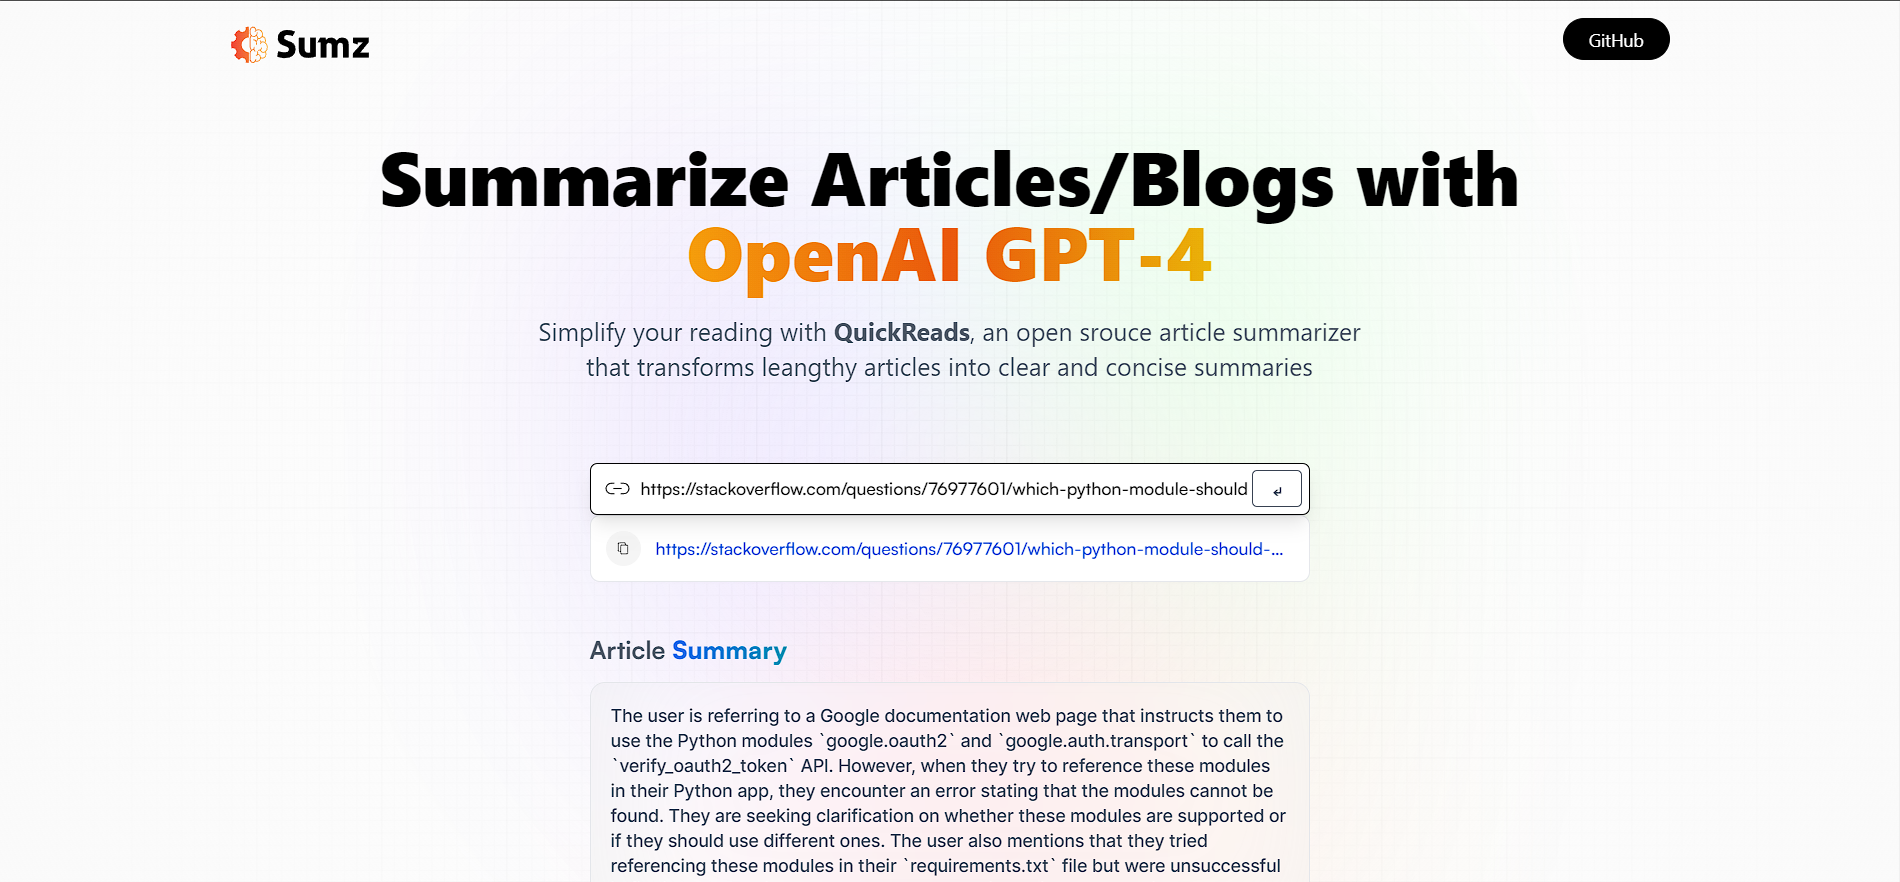 Sumz
GitHub
Summarize Articles/Blogs with
OpenAI GPT-4
Simplify your reading with QuickReads, an open srouce article summarizer
that transforms leangthy articles into clear and concise summaries
https://stackoverflow.com/questions/76977601/which-python-module-should
https://stackoverflow.com/questions/76977601/which-python-module-should-...
Article Summary
The user is referring to a Google documentation web page that instructs them to
use the Python modules `google.oauth2` and `google.auth.transport` to call the
`verify_oauth2_token` API. However, when they try to reference these modules
in their Python app, they encounter an error stating that the modules cannot be
found. They are seeking clarification on whether these modules are supported or
if they should use different ones. The user also mentions that they tried
referencing these modules in their `requirements.txt` file but were unsuccessful